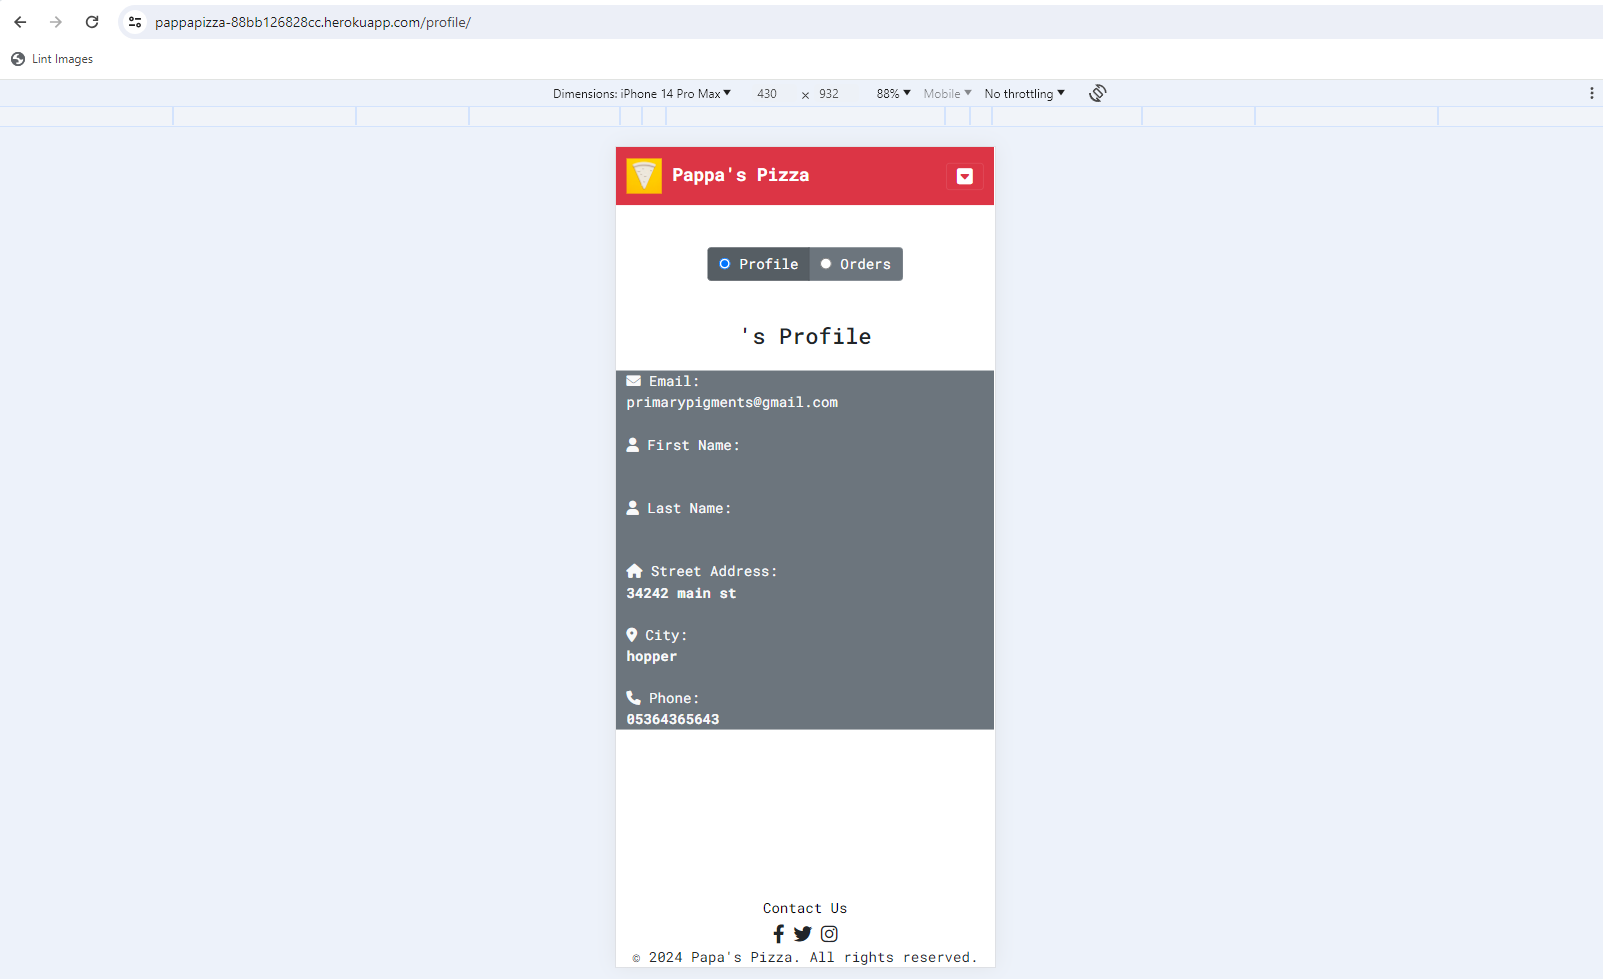 pappapizza-88bb126828cc.herokuapp.com/profile/
Lint Images
Dimensions: iPhone 14 Pro Max 430 × 932 88% Mobile No throttling
Pappa's Pizza
Profile Orders
's Profile
Email:
primarypigments@gmail.com
First Name:
Last Name:
Street Address:
34242 main st
City:
hopper
Phone:
05364365643
Contact Us
© 2024 Papa's Pizza. All rights reserved.